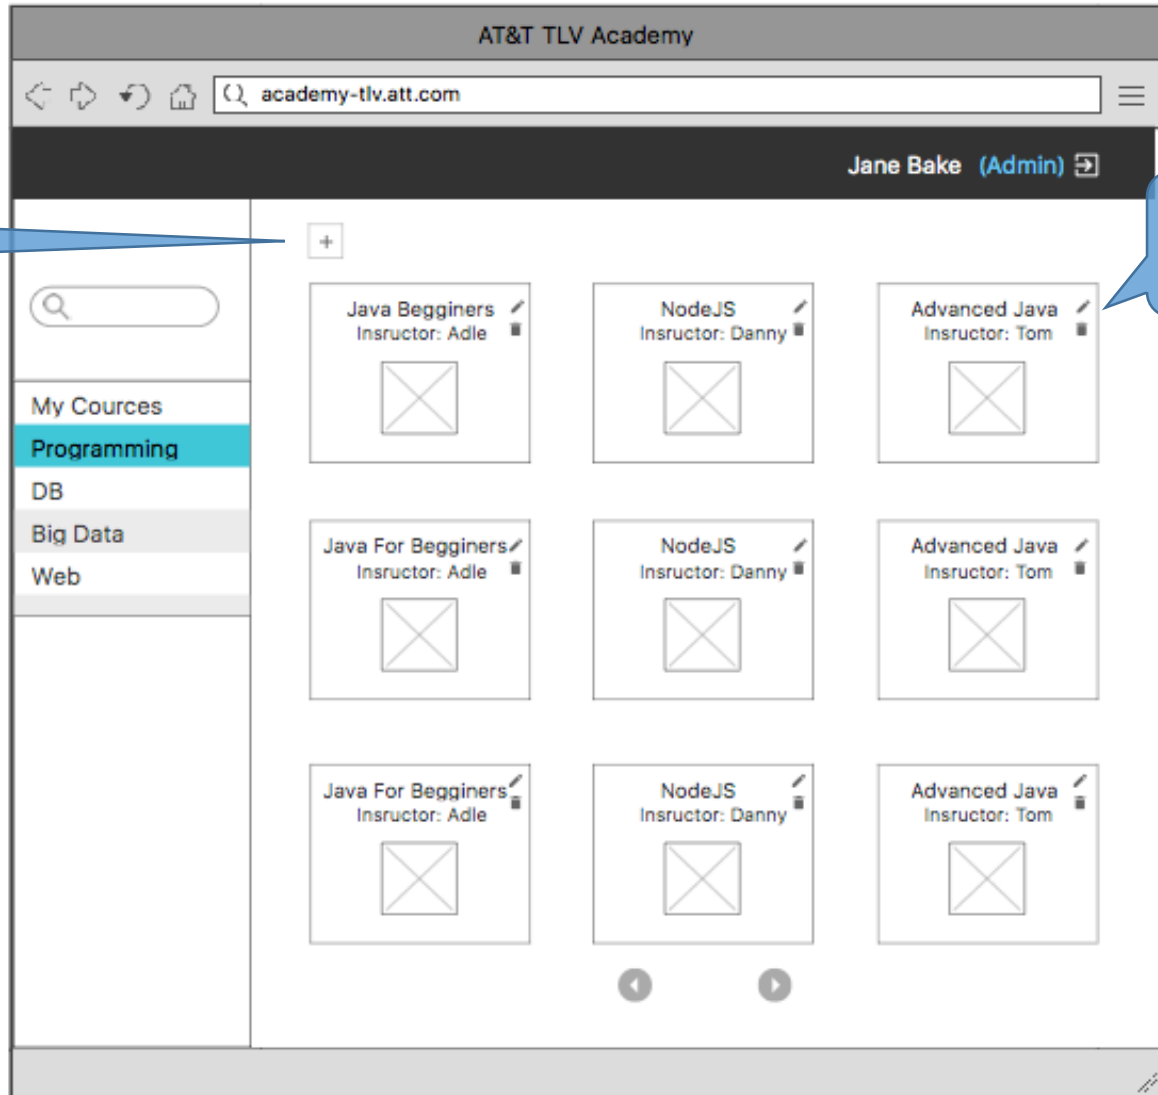 AT&T TLV Academy
academy-tlv.att.com
Jane Bake (Admin)
My Cources
Programming
DB
Big Data
Web
+
Java Begginers
Insructor: Adle
NodeJS
Insructor: Danny
Advanced Java
Insructor: Tom
Java For Begginers
Insructor: Adle
NodeJS
Insructor: Danny
Advanced Java
Insructor: Tom
Java For Begginers
Insructor: Adle
NodeJS
Insructor: Danny
Advanced Java
Insructor: Tom